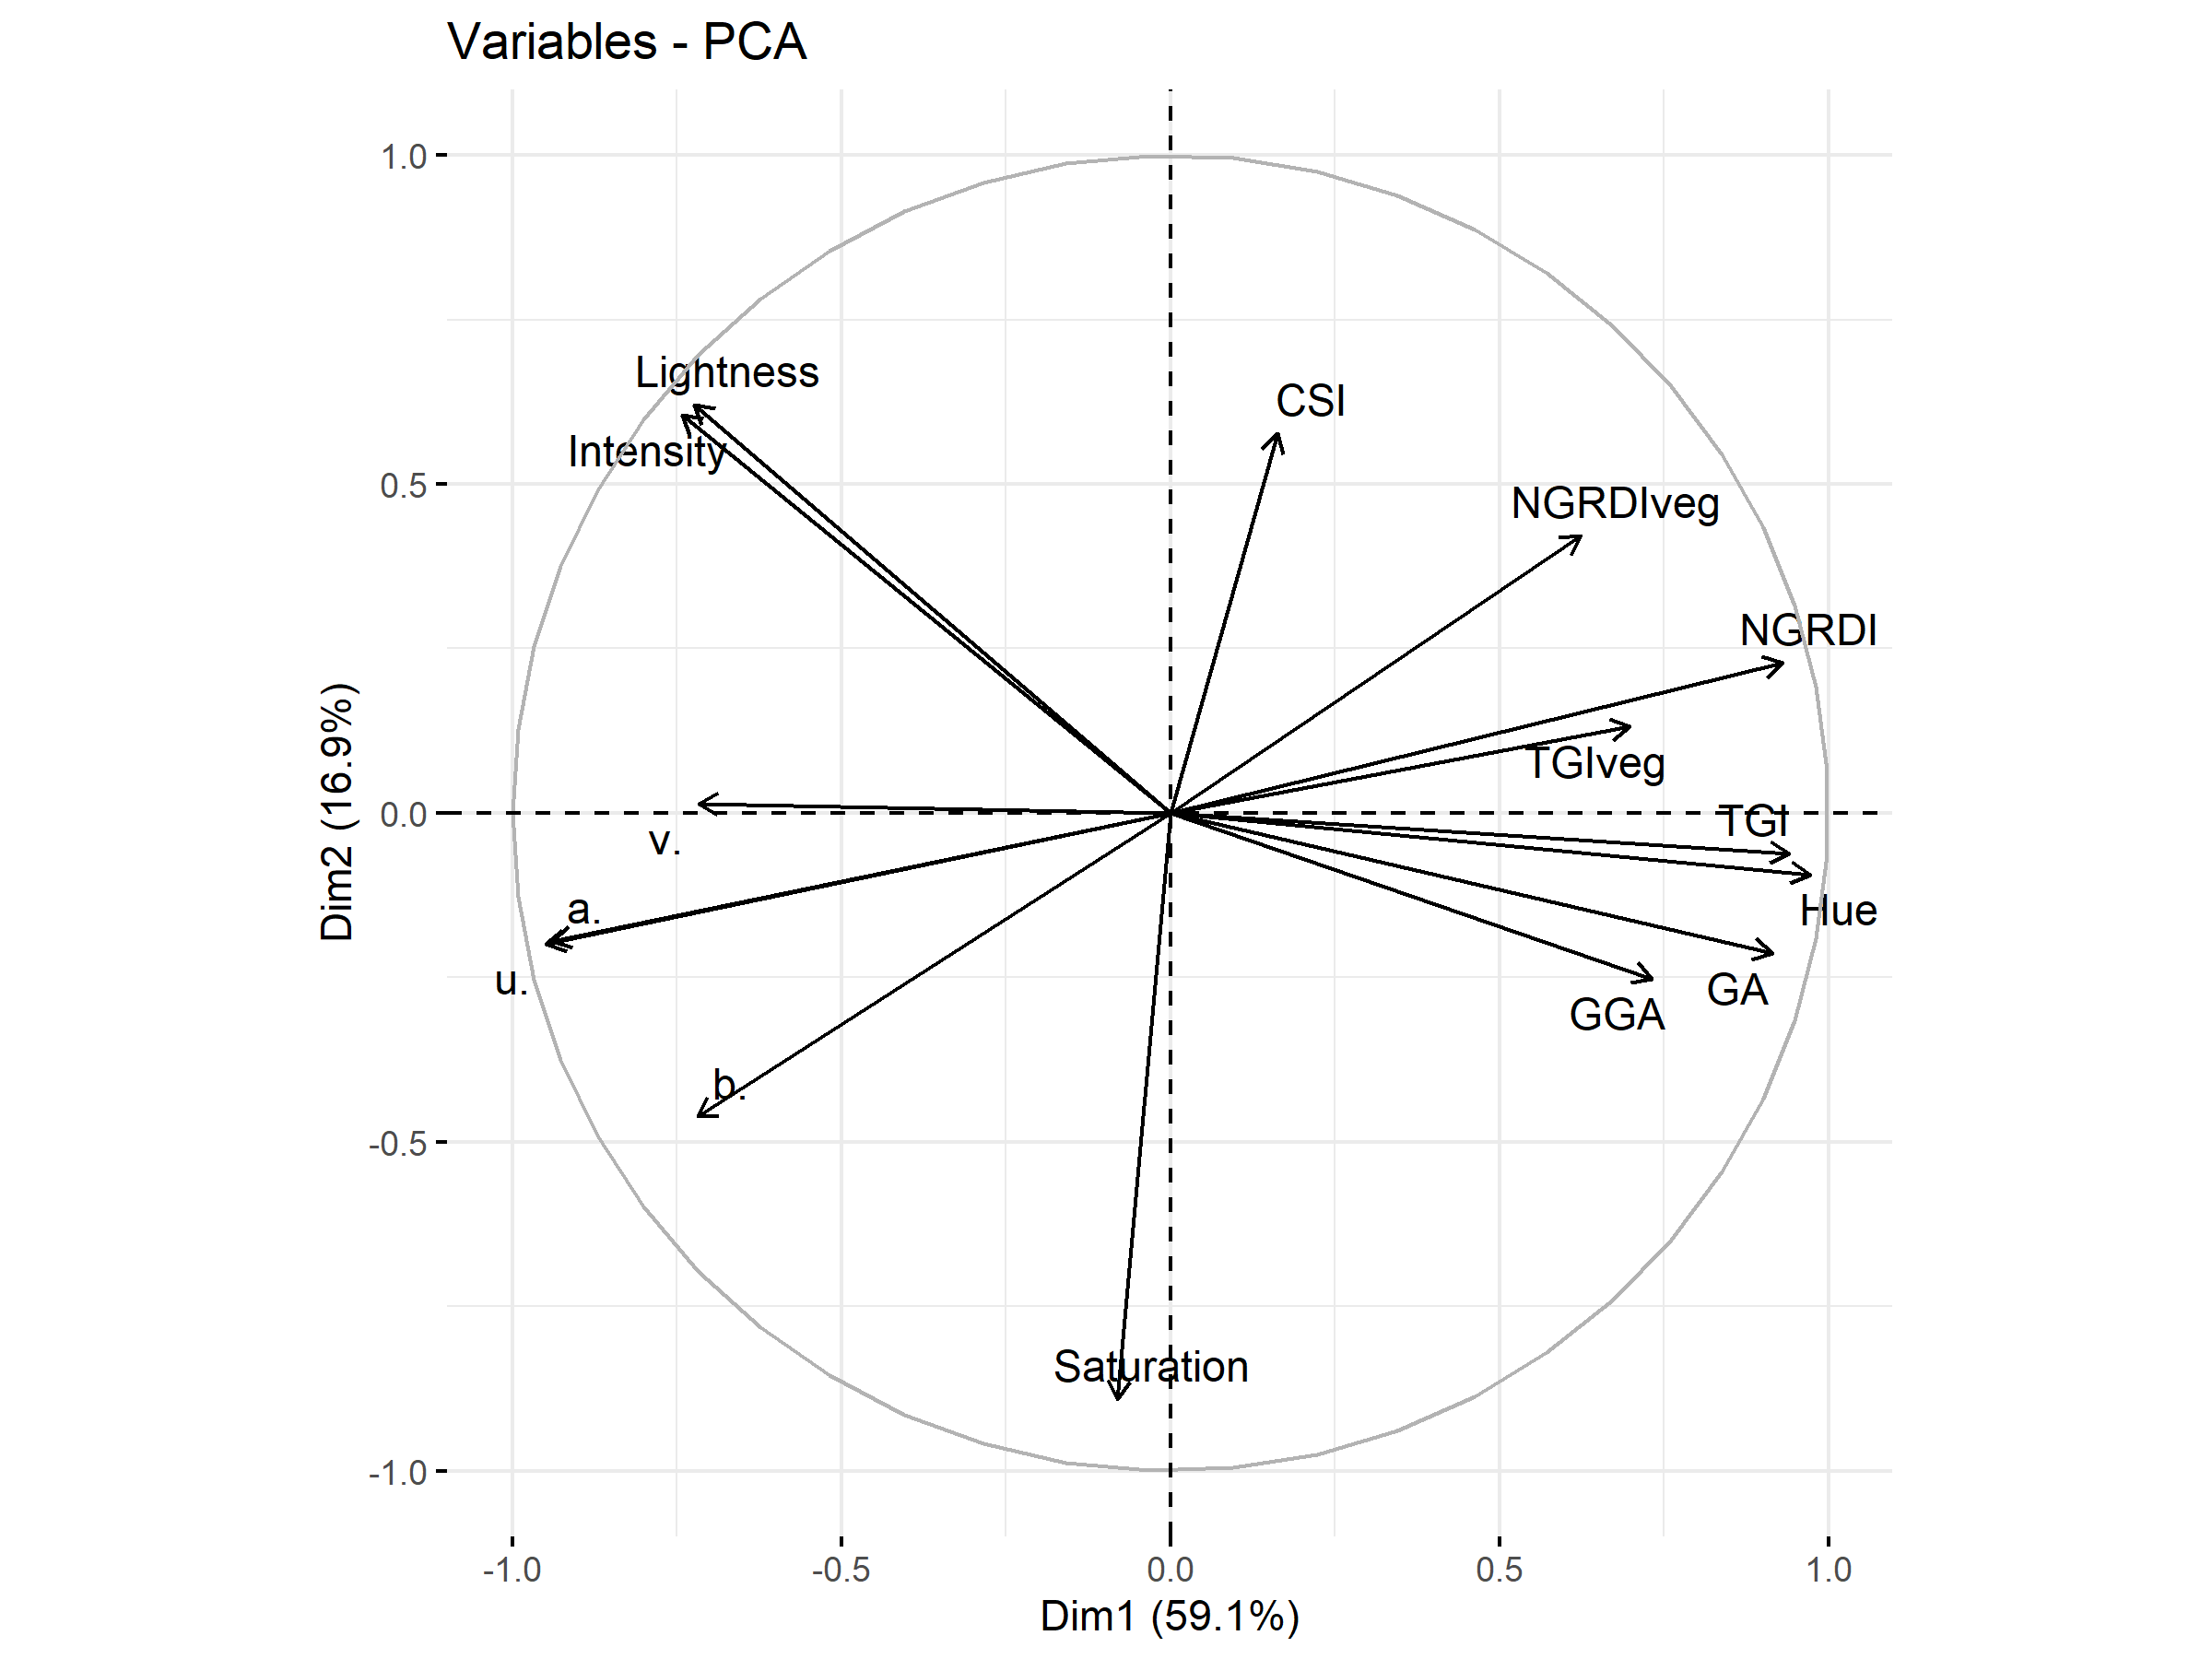 Variables - PCA
1.0
Lightness
CSI
Intensity
0.5
NGRDIveg
NGRDI
TGIveg
Dim2 (16.9%)
0.0
TGI
v.
a.
Hue
u.
GA
GGA
b.
-0.5
Saturation
-1.0
-1.0 -0.5 0.0 0.5 1.0
Dim1 (59.1%)